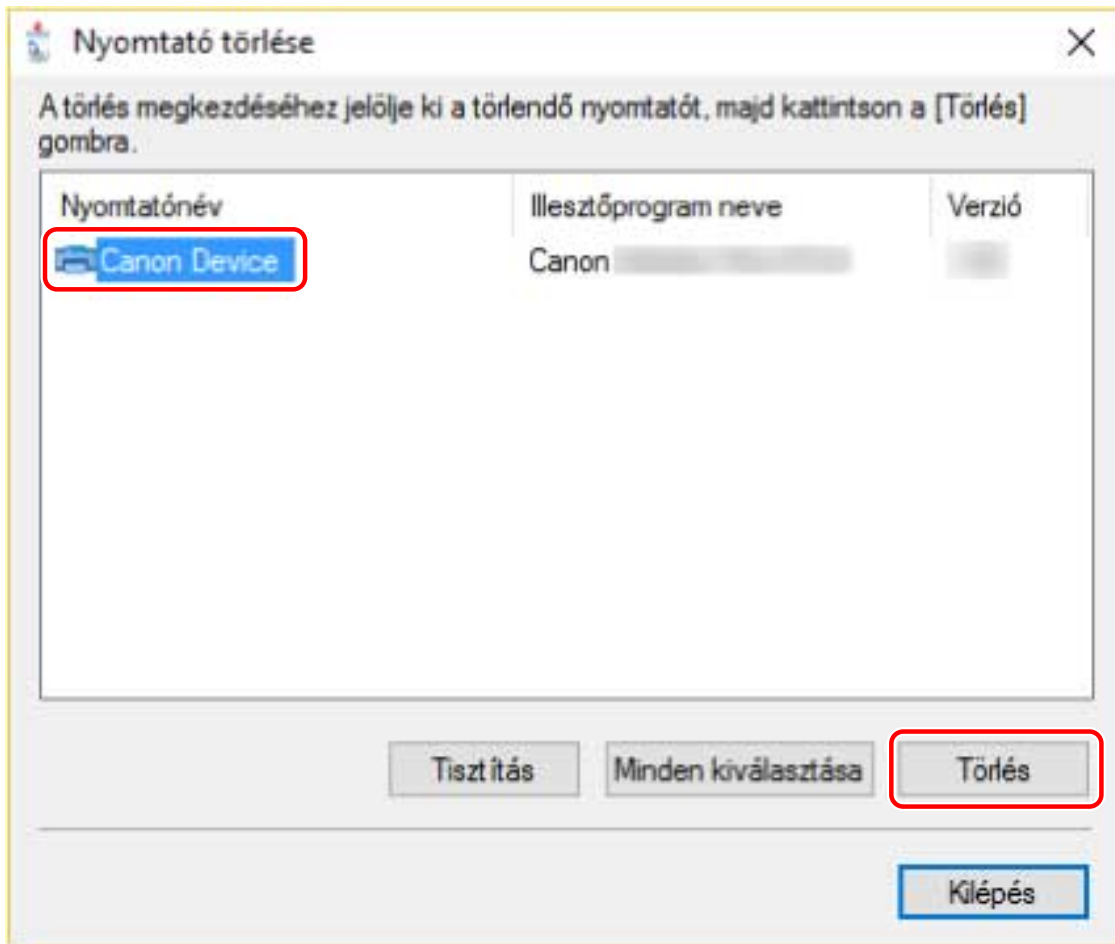 Nyomtató törlése
A törlés megkezdéséhez jelölje ki a törlendő nyomtatót, majd kattintson a [Törlés]
gombra.
Nyomtatónév Illesztőprogram neve Verzió
Canon Device Canon
Tisztítás Minden kiválasztása Törlés
Kilépés